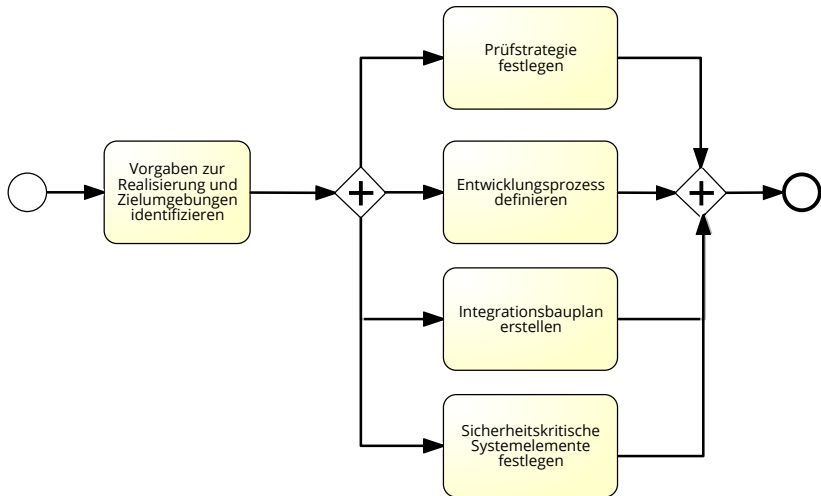 Prüfstrategie
festlegen
Vorgaben zur
Realisierung und
Zielumgebungen
identifizieren
Entwicklungsprozess
definieren
Integrationsbauplan
erstellen
Sicherheitskritische
Systemelemente
festlegen